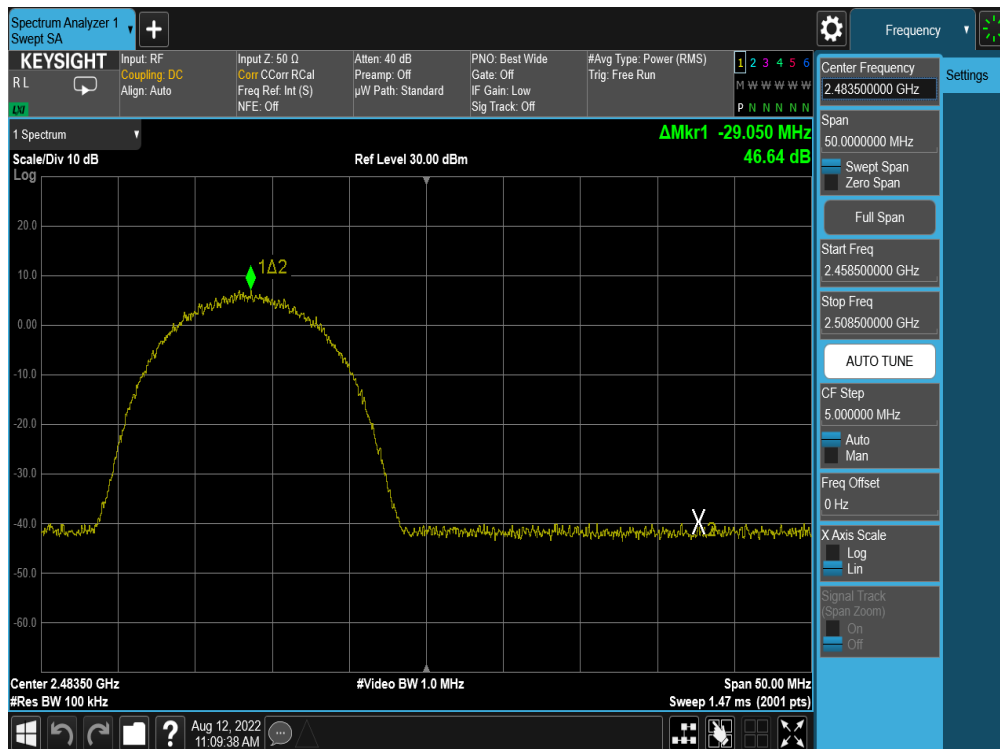 Spectrum Analyzer 1
Swept SA
Frequency
KEYSIGHT
R L
LXI
Input: RF
Coupling: DC
Align: Auto
Input Z: 50 Ω
Corr CCorr RCal
Freq Ref: Int (S)
NFE: Off
Atten: 40 dB
Preamp: Off
µW Path: Standard
PNO: Best Wide
Gate: Off
IF Gain: Low
Sig Track: Off
#Avg Type: Power (RMS)
Trig: Free Run
1 2 3 4 5 6
M W W W W W
P N N N N N
Center Frequency
2.483500000 GHz
Settings
Span
50.0000000 MHz
Swept Span
Zero Span
Full Span
Start Freq
2.458500000 GHz
Stop Freq
2.508500000 GHz
AUTO TUNE
CF Step
5.000000 MHz
Auto
Man
Freq Offset
0 Hz
X Axis Scale
Log
Lin
Signal Track
(Span Zoom)
On
Off
1 Spectrum
ΔMkr1 -29.050 MHz
46.64 dB
Scale/Div 10 dB
Ref Level 30.00 dBm
Log
20.0
10.0
0.00
-10.0
-20.0
-30.0
-40.0
-50.0
-60.0
1Δ2
X2
Center 2.48350 GHz
#Video BW 1.0 MHz
Span 50.00 MHz
#Res BW 100 kHz
Sweep 1.47 ms (2001 pts)
?
Aug 12, 2022
11:09:38 AM